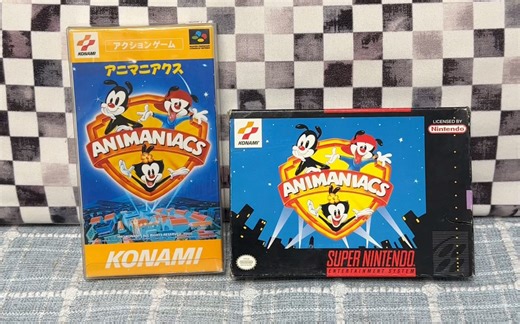 KONAMI
アクションゲーム
アニマニアクス
ANIMANIACS
KONAMI
KONAMI
LICENSED BY
Nintendo
ANIMANIACS
SUPER NINTENDO
ENTERTAINMENT SYSTEM